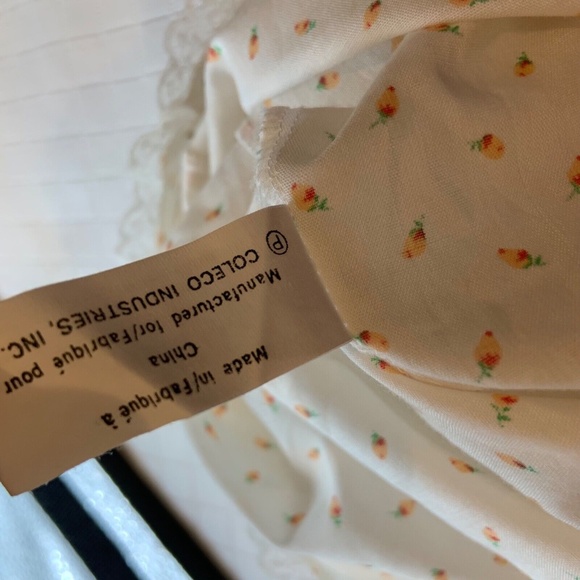 Made in/Fabriqué à
China
Manufactured for/Fabriqué pour
COLECO INDUSTRIES, INC.
Ⓟ